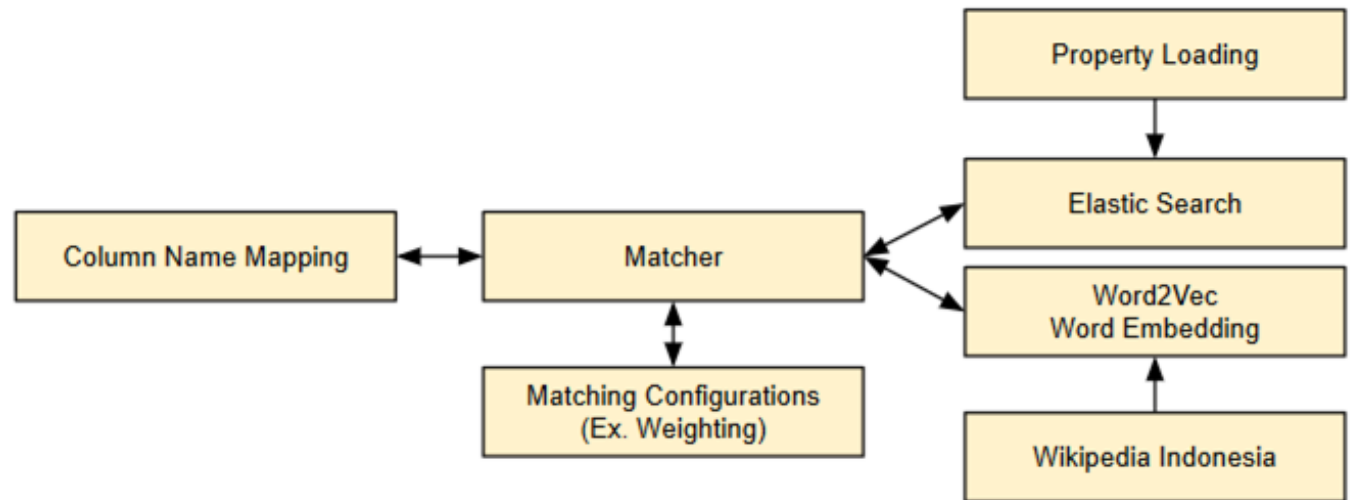 Property Loading
Elastic Search
Column Name Mapping
Matcher
Word2Vec
Word Embedding
Matching Configurations
(Ex. Weighting)
Wikipedia Indonesia